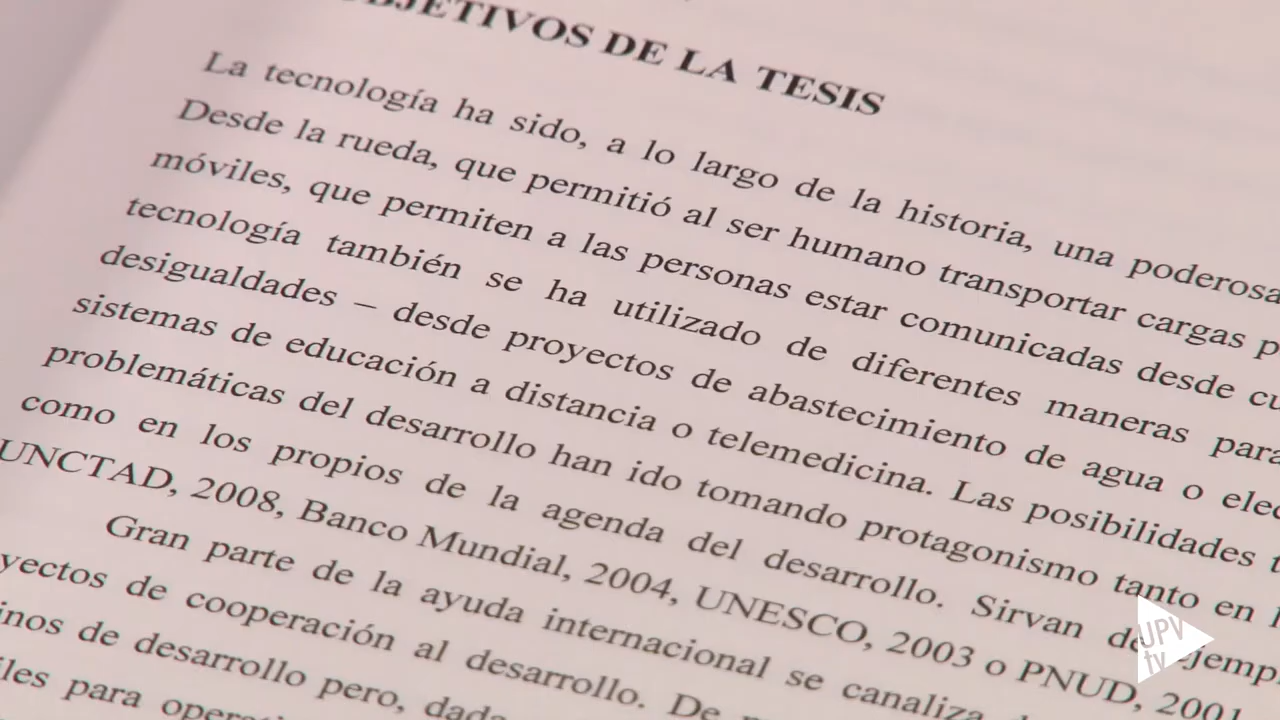 OBJETIVOS DE LA TESIS
La tecnología ha sido, a lo largo de la historia, una poderosa
Desde la rueda, que permitió al ser humano transportar cargas
móviles, que permiten a las personas estar comunicadas desde
tecnología también se ha utilizado de diferentes maneras para
desigualdades – desde proyectos de abastecimiento de agua o
sistemas de educación a distancia o telemedicina. Las posibilidades
problemáticas del desarrollo han ido tomando protagonismo tanto en
como en los propios de la agenda del desarrollo. Sirvan de
UNCTAD, 2008, Banco Mundial, 2004, UNESCO, 2003 o PNUD, 2001
Gran parte de la ayuda internacional se canaliza
yectos de cooperación al desarrollo. De
inos de desarrollo pero, dada
para
UPV
tv